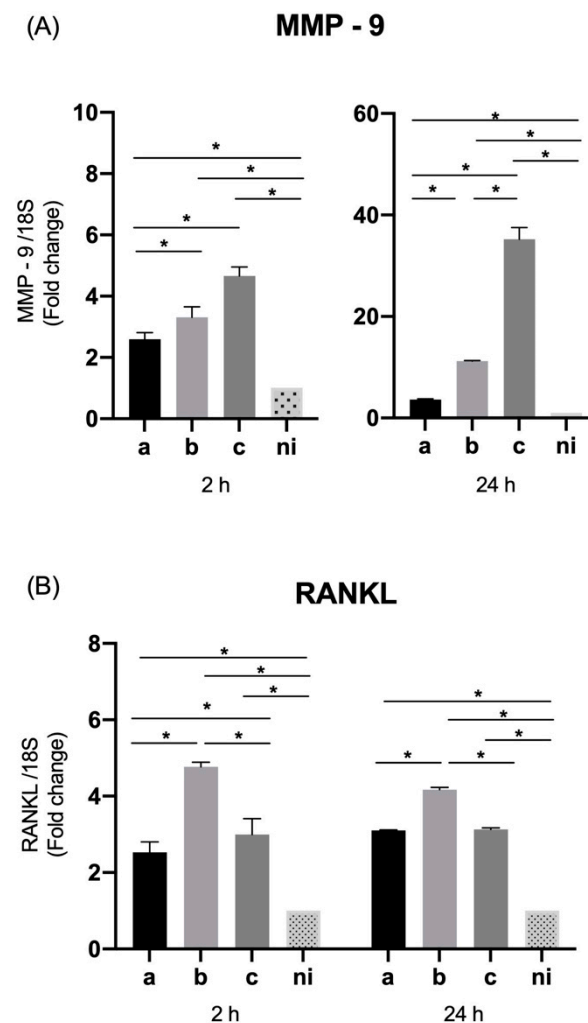 (A)
MMP - 9
MMP - 9 /18S
(Fold change)
10
8
6
4
2
0
* * * * *
a b c ni
2 h
60
40
20
0
* * * * * *
a b c ni
24 h
(B)
RANKL
RANKL /18S
(Fold change)
8
6
4
2
0
* * * * * *
* * * * *
a b c ni a b c ni
2 h 24 h